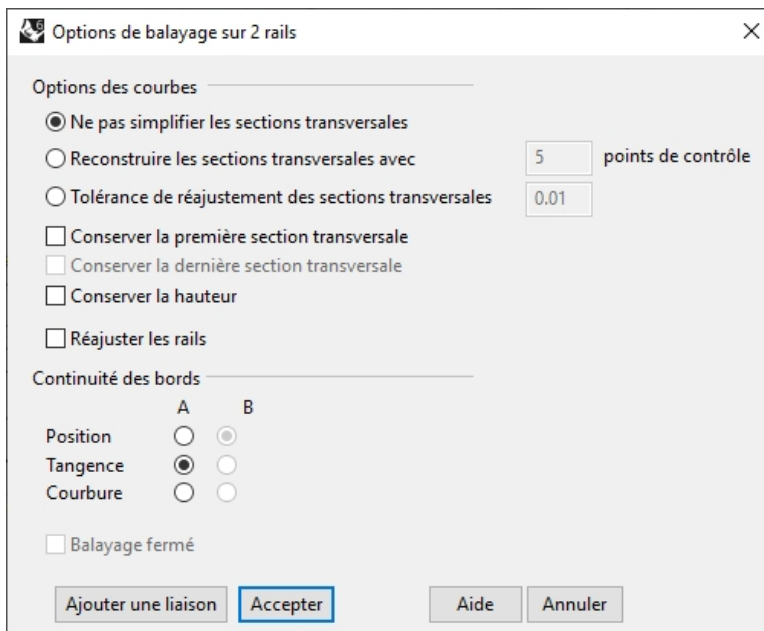 6
Options de balayage sur 2 rails
Options des courbes
Ne pas simplifier les sections transversales
Reconstruire les sections transversales avec 5 points de contrôle
Tolérance de réajustement des sections transversales 0.01
Conserver la première section transversale
Conserver la dernière section transversale
Conserver la hauteur
Réajuster les rails
Continuité des bords
A B
Position
Tangence
Courbure
Balayage fermé
Ajouter une liaison Accepter Aide Annuler